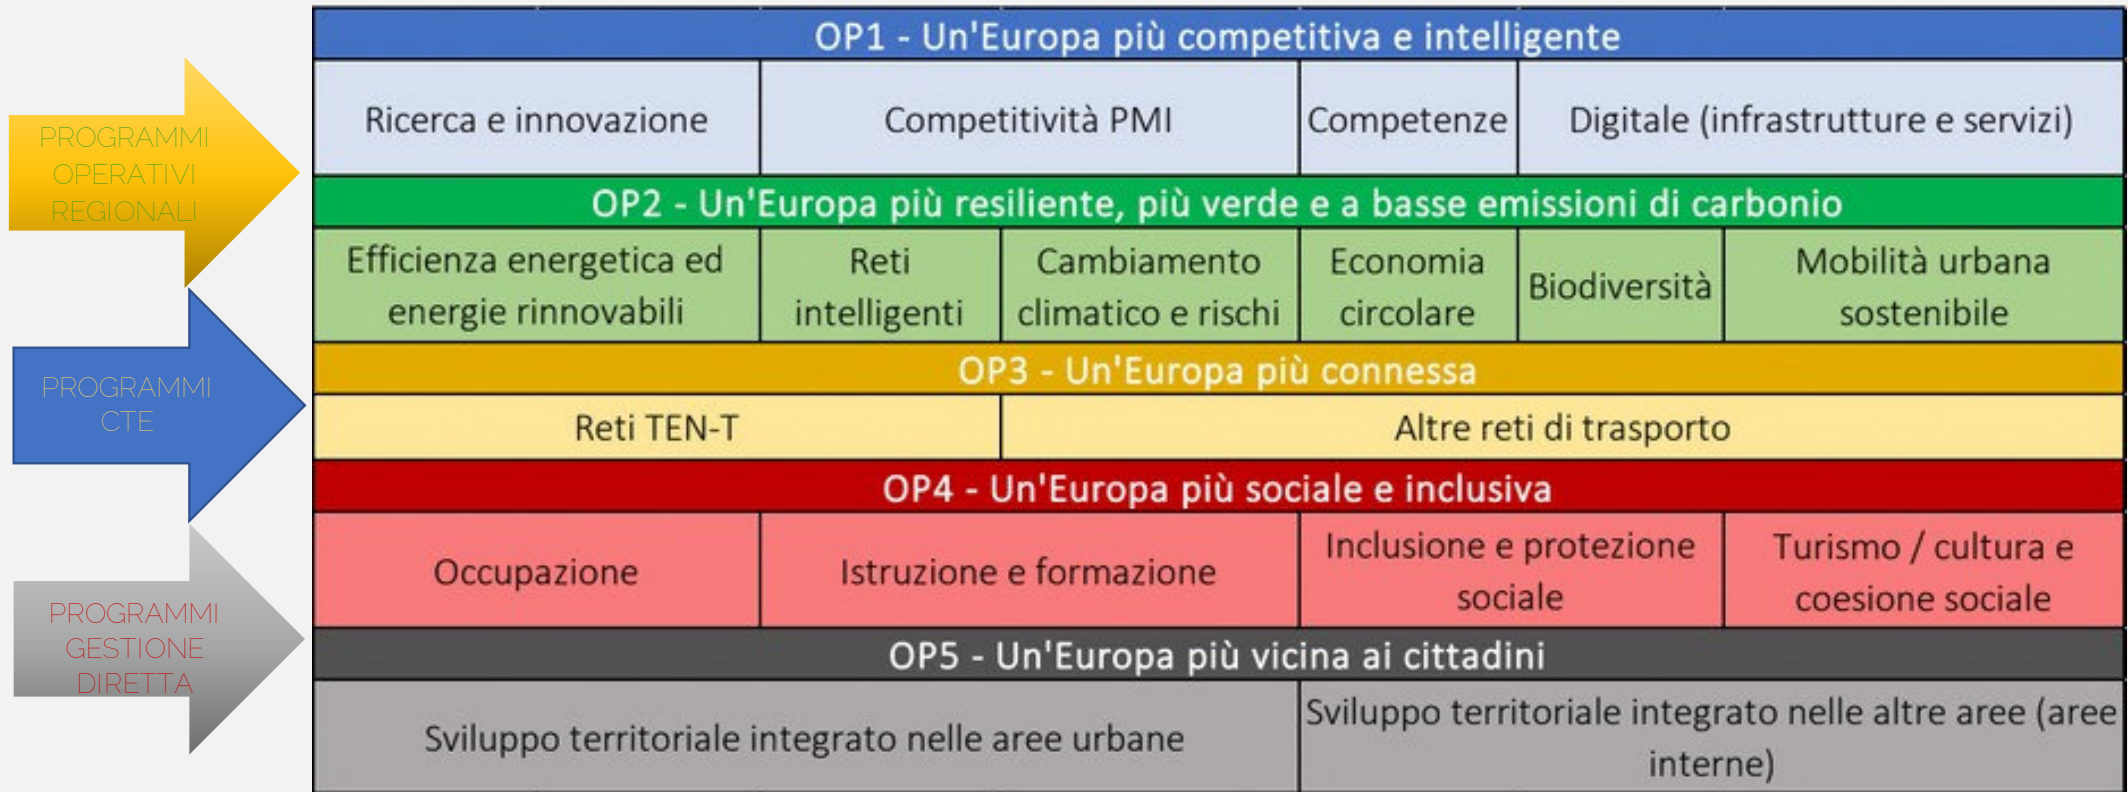 PROGRAMMI
OPERATIVI
REGIONALI
PROGRAMMI
CTE
PROGRAMMI
GESTIONE
DIRETTA
OP1 - Un'Europa più competitiva e intelligente
Ricerca e innovazione
Competitività PMI
Competenze
Digitale (infrastrutture e servizi)
OP2 - Un'Europa più resiliente, più verde e a basse emissioni di carbonio
Efficienza energetica ed
energie rinnovabili
Reti
intelligenti
Cambiamento
climatico e rischi
Economia
circolare
Biodiversità
Mobilità urbana
sostenibile
OP3 - Un'Europa più connessa
Reti TEN-T
Altre reti di trasporto
OP4 - Un'Europa più sociale e inclusiva
Occupazione
Istruzione e formazione
Inclusione e protezione
sociale
Turismo / cultura e
coesione sociale
OP5 - Un'Europa più vicina ai cittadini
Sviluppo territoriale integrato nelle aree urbane
Sviluppo territoriale integrato nelle altre aree (aree
interne)